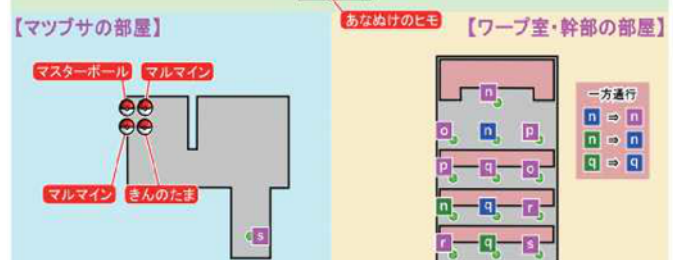 あなぬけのヒモ
【マツブサの部屋】
【ワープ室・幹部の部屋】
マスターボール
マルマイン
マルマイン
きんのたま
s
n
o n p
p q o
n q r
r q s
一方通行
n ⇒ n
n ⇒ n
q ⇒ q